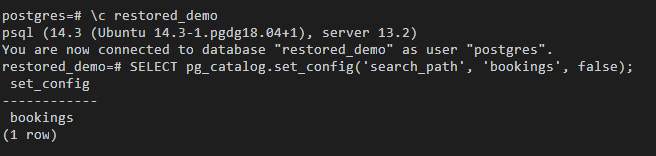 postgres=# \c restored_demo
psql (14.3 (Ubuntu 14.3-1.pgdg18.04+1), server 13.2)
You are now connected to database "restored_demo" as user "postgres".
restored_demo=# SELECT pg_catalog.set_config('search_path', 'bookings', false);
 set_config
------------
 bookings
(1 row)